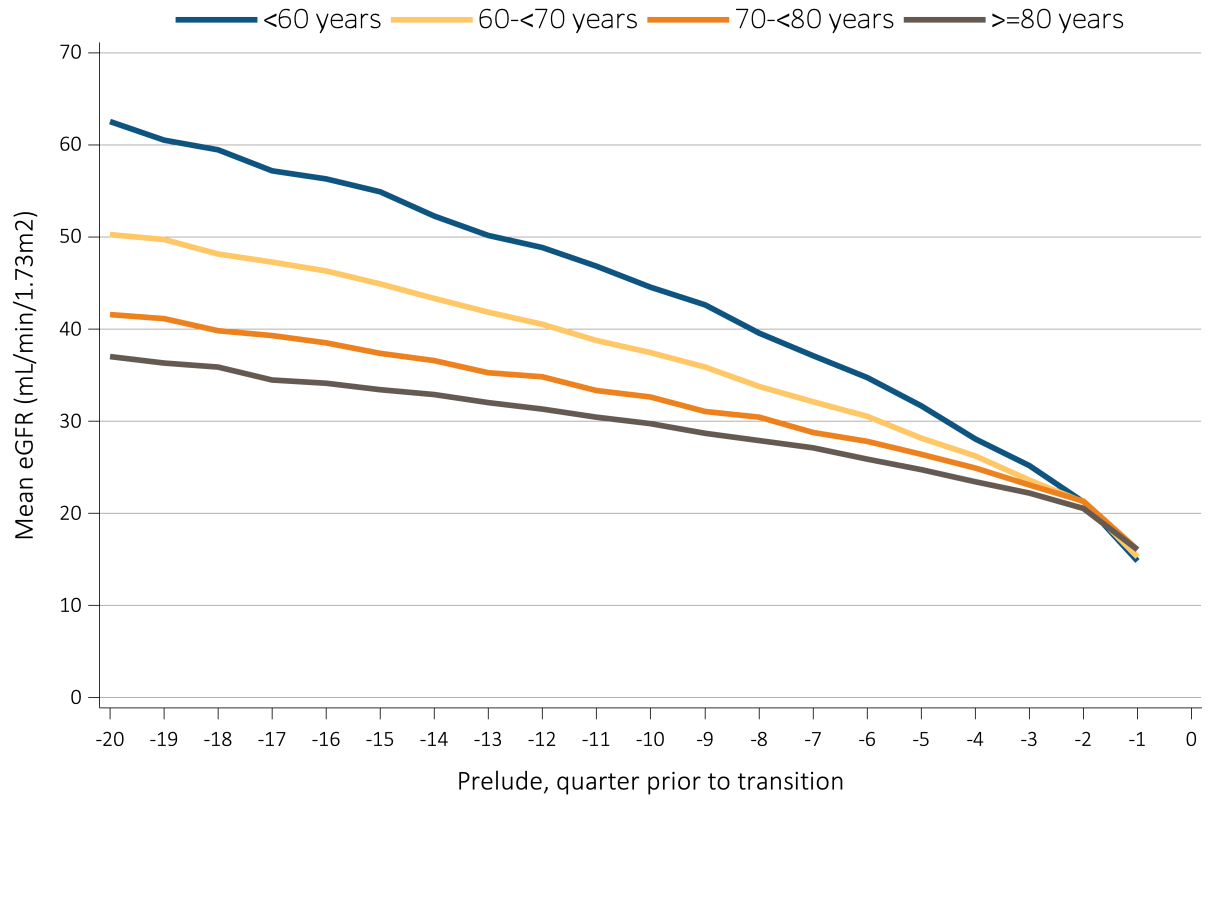 <60 years 60-<70 years 70-<80 years >=80 years
70
60
50
40
30
20
10
0
Mean eGFR (mL/min/1.73m2)
-20 -19 -18 -17 -16 -15 -14 -13 -12 -11 -10 -9 -8 -7 -6 -5 -4 -3 -2 -1 0
Prelude, quarter prior to transition